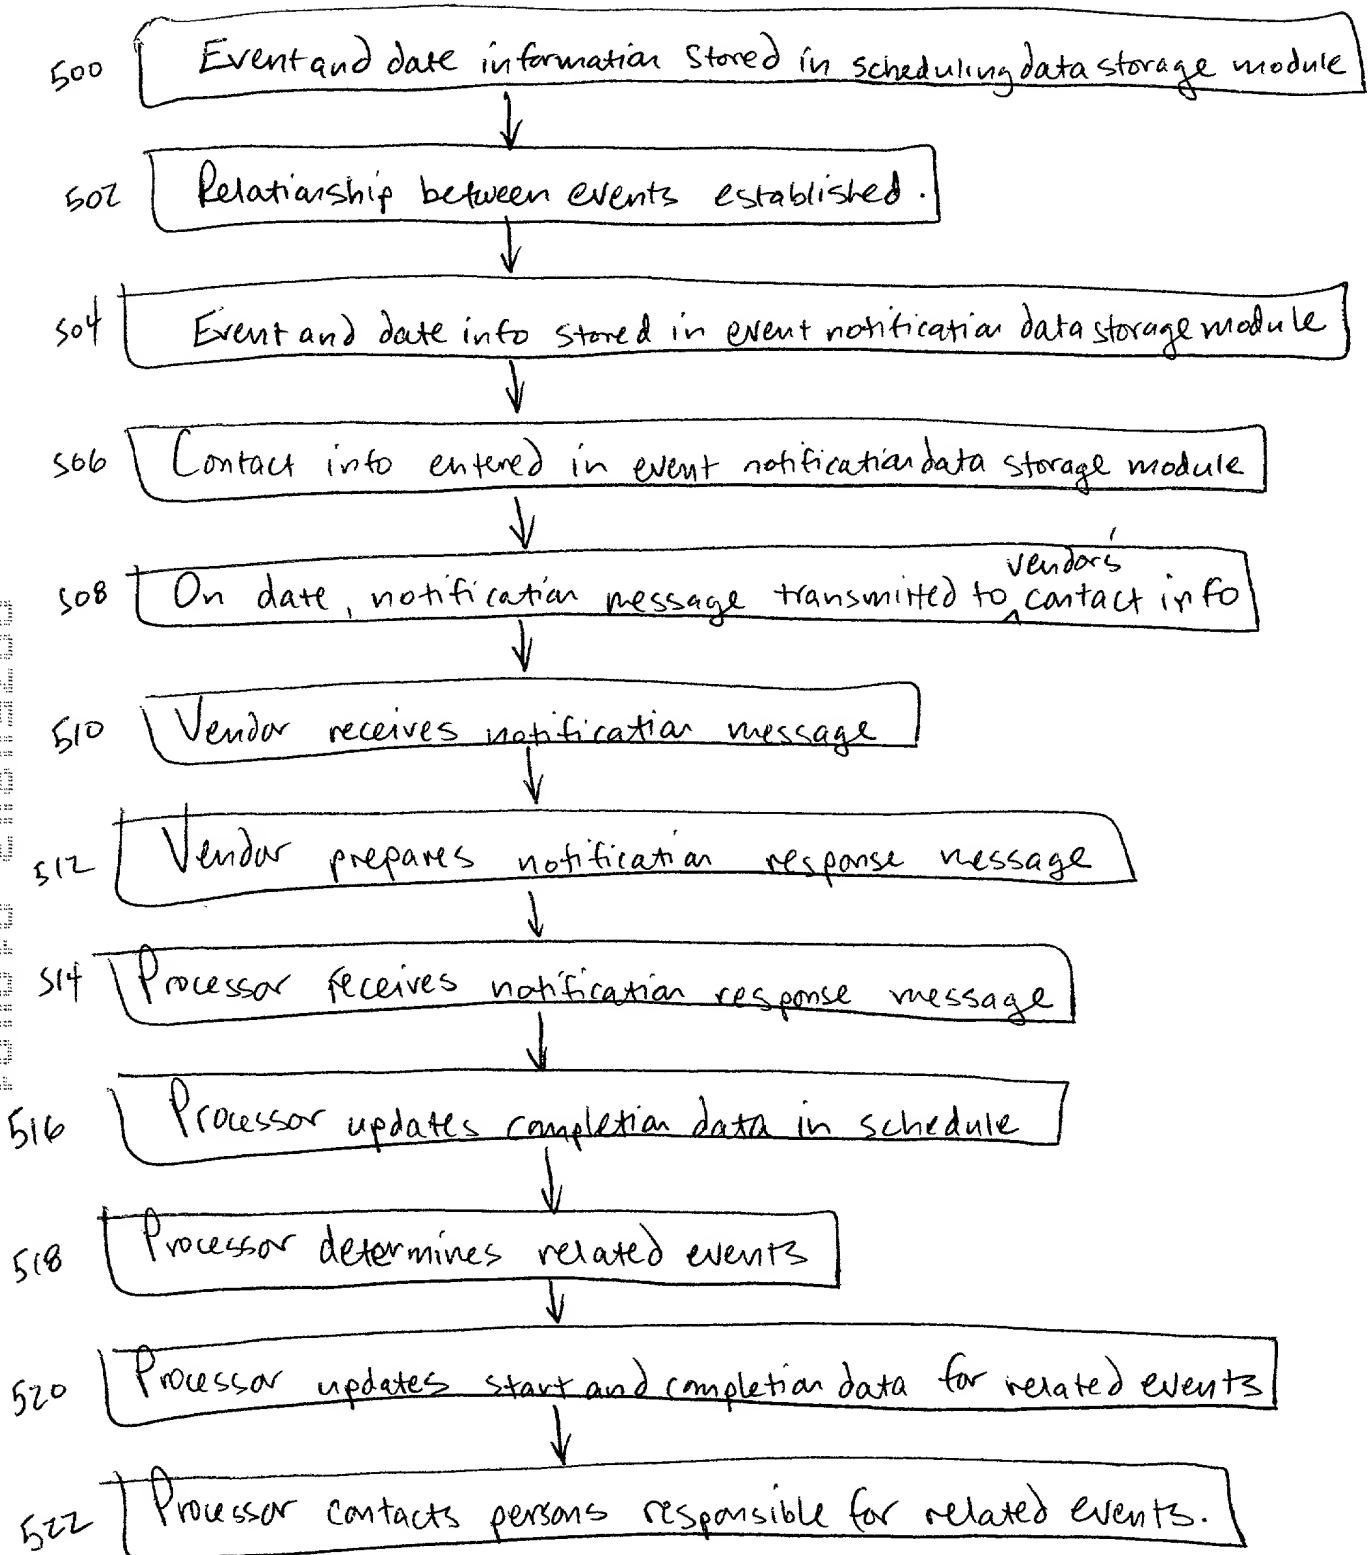 500 Event and date information stored in scheduling data storage module
502 Relationship between events established.
504 Event and date info stored in event notification data storage module
506 Contact info entered in event notification data storage module
508 On date, notification message transmitted to vendor's contact info
510 Vendor receives notification message
512 Vendor prepares notification response message
514 Processor receives notification response message
516 Processor updates completion data in schedule
518 Processor determines related events
520 Processor updates start and completion data for related events
522 Processor contacts persons responsible for related events.